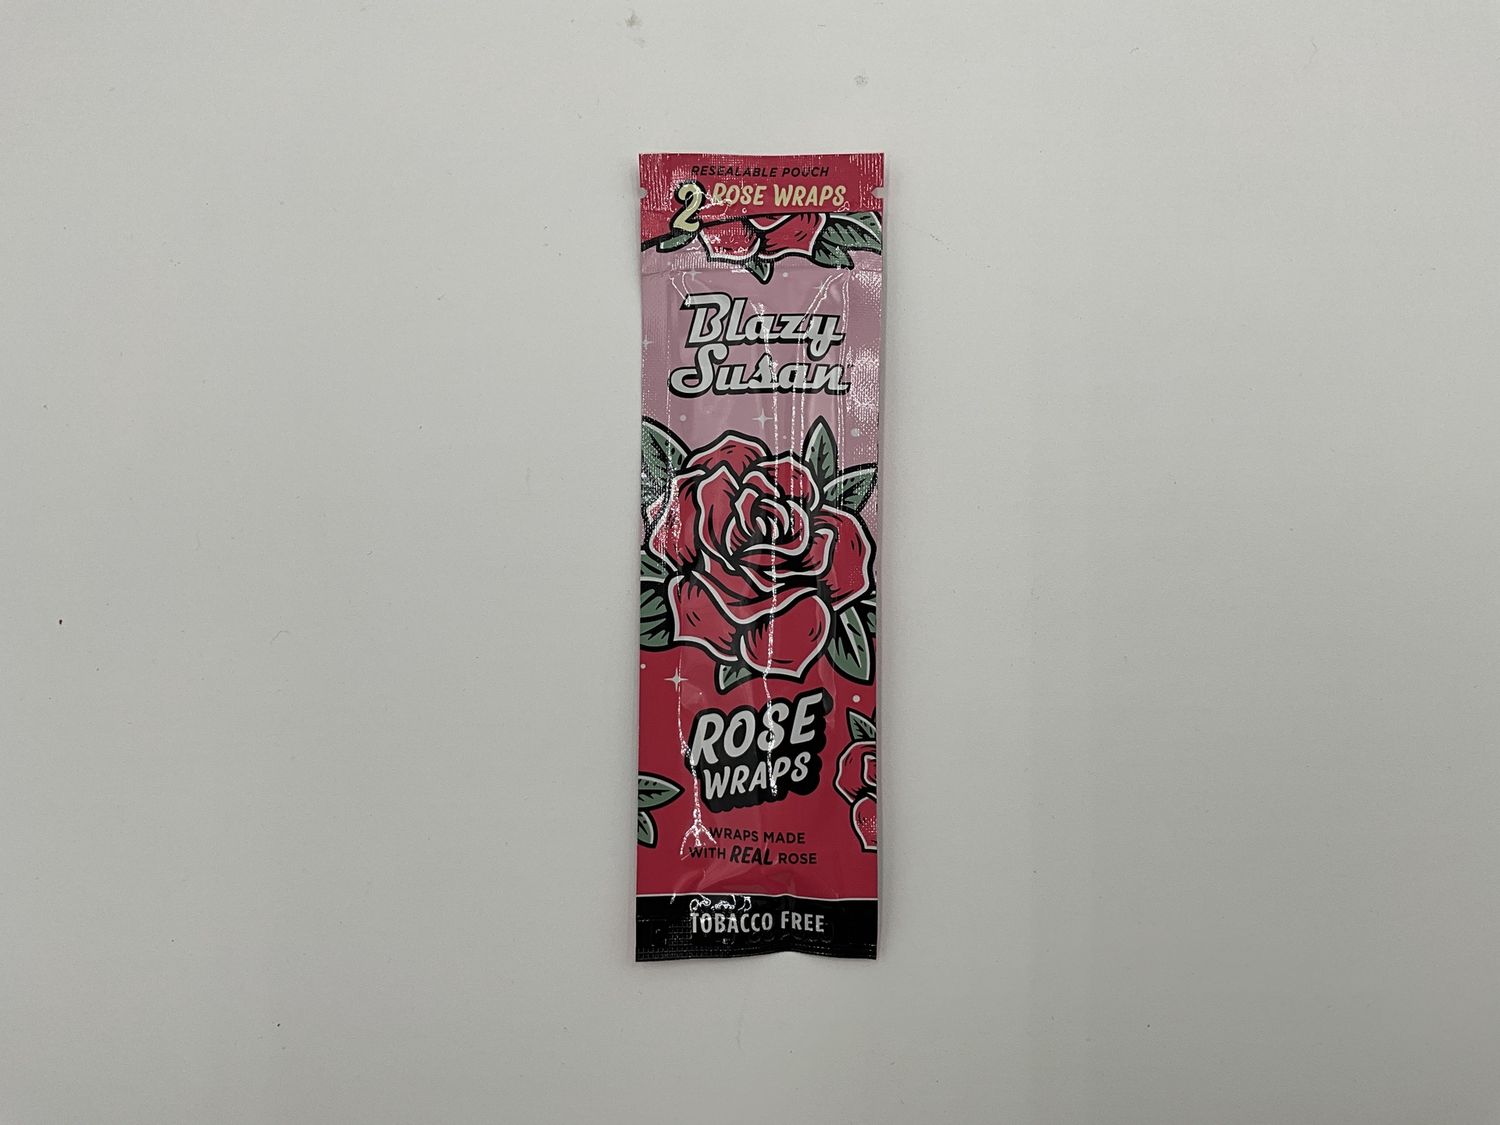 RESEALABLE POUCH
2 ROSE WRAPS
Blazy
Susan
ROSE
WRAPS
WRAPS MADE
WITH REAL ROSE
TOBACCO FREE